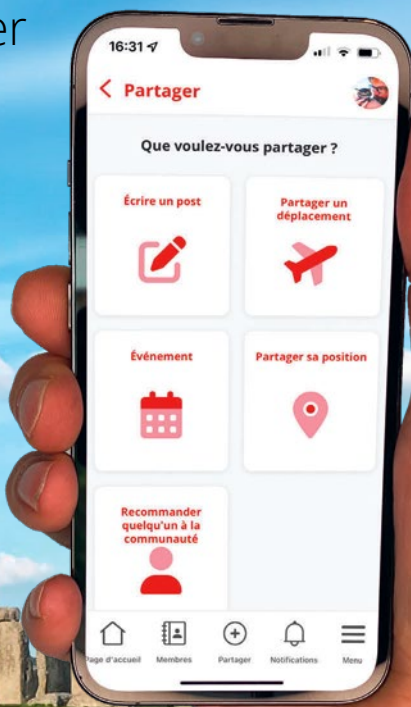 er
16:31
Partager
Que voulez-vous partager ?
Écrire un post
Partager un
déplacement
Événement
Partager sa position
Recommander
quelqu'un à la
communauté
Page d'accueil
Membres
Partager
Notifications
Menu